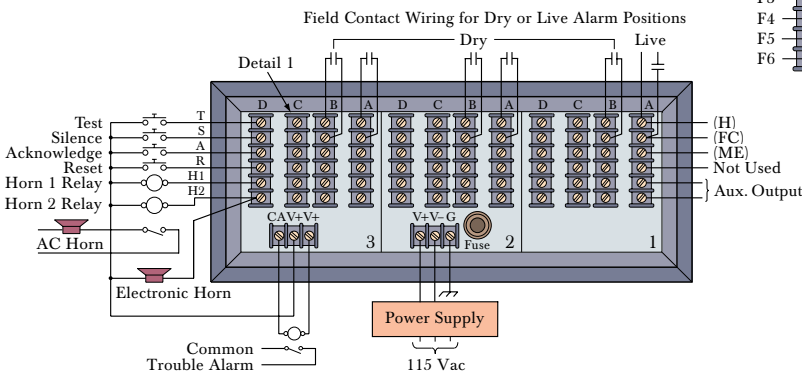 Field Contact Wiring for Dry or Live Alarm Positions
F4
F5
F6
Dry
Live
Detail 1
D C B A D C B A D C B A
Test T (H)
Silence S (FC)
Acknowledge A (ME)
Reset R Not Used
Horn 1 Relay H1 Aux. Output
Horn 2 Relay H2
CA V+ V+ V+ V– G
AC Horn 3 Fuse 2 1
Electronic Horn
Power Supply
Common
Trouble Alarm
115 Vac